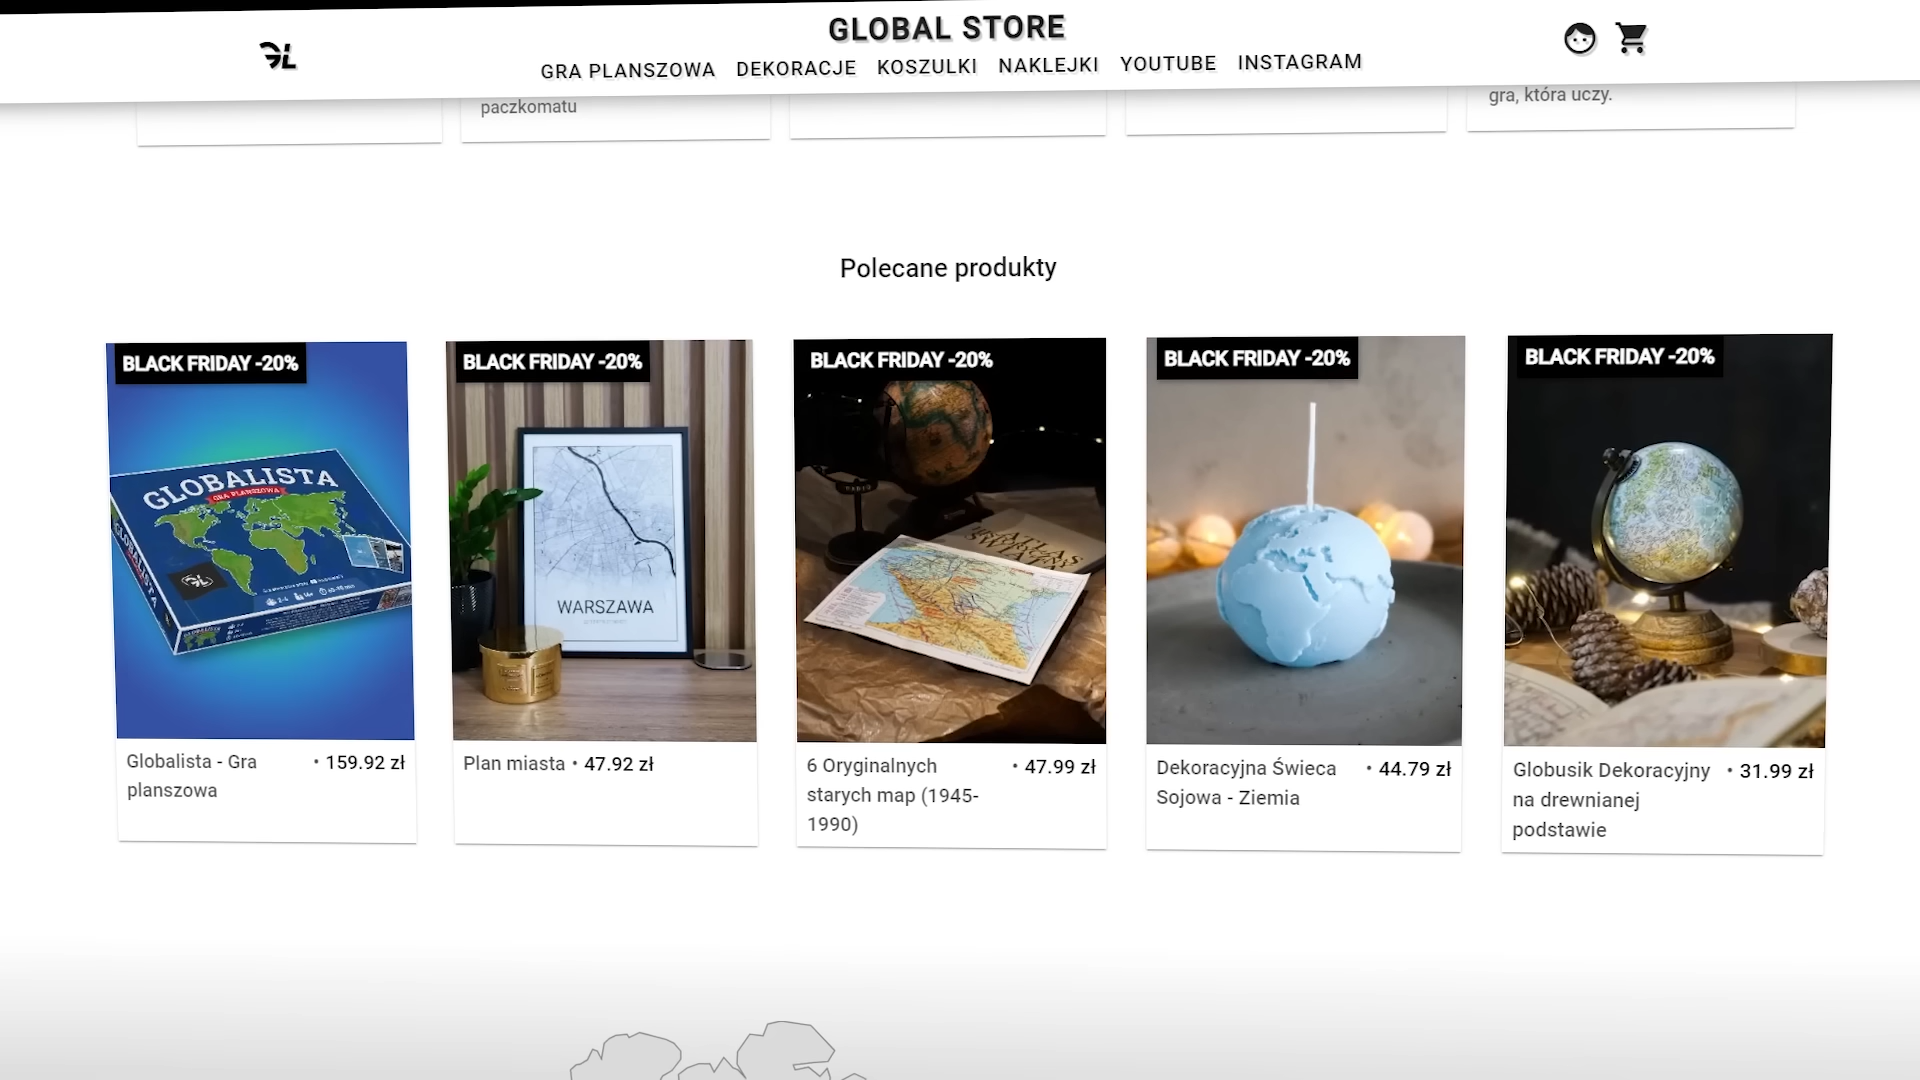 GLOBAL STORE
GRA PLANSZOWA DEKORACJE KOSZULKI NAKLEJKI YOUTUBE INSTAGRAM
paczkomatu
gra, która uczy.
Polecane produkty
BLACK FRIDAY -20%
GLOBALISTA
GRA PLANSZOWA
GLOBALISTA
Globalista - Gra
planszowa
• 159.92 zł
BLACK FRIDAY -20%
WARSZAWA
Plan miasta • 47.92 zł
BLACK FRIDAY -20%
ATLAS
6 Oryginalnych
starych map (1945-
1990)
• 47.99 zł
BLACK FRIDAY -20%
Dekoracyjna Świeca
Sojowa - Ziemia
• 44.79 zł
BLACK FRIDAY -20%
Globusik Dekoracyjny
na drewnianej
podstawie
• 31.99 zł